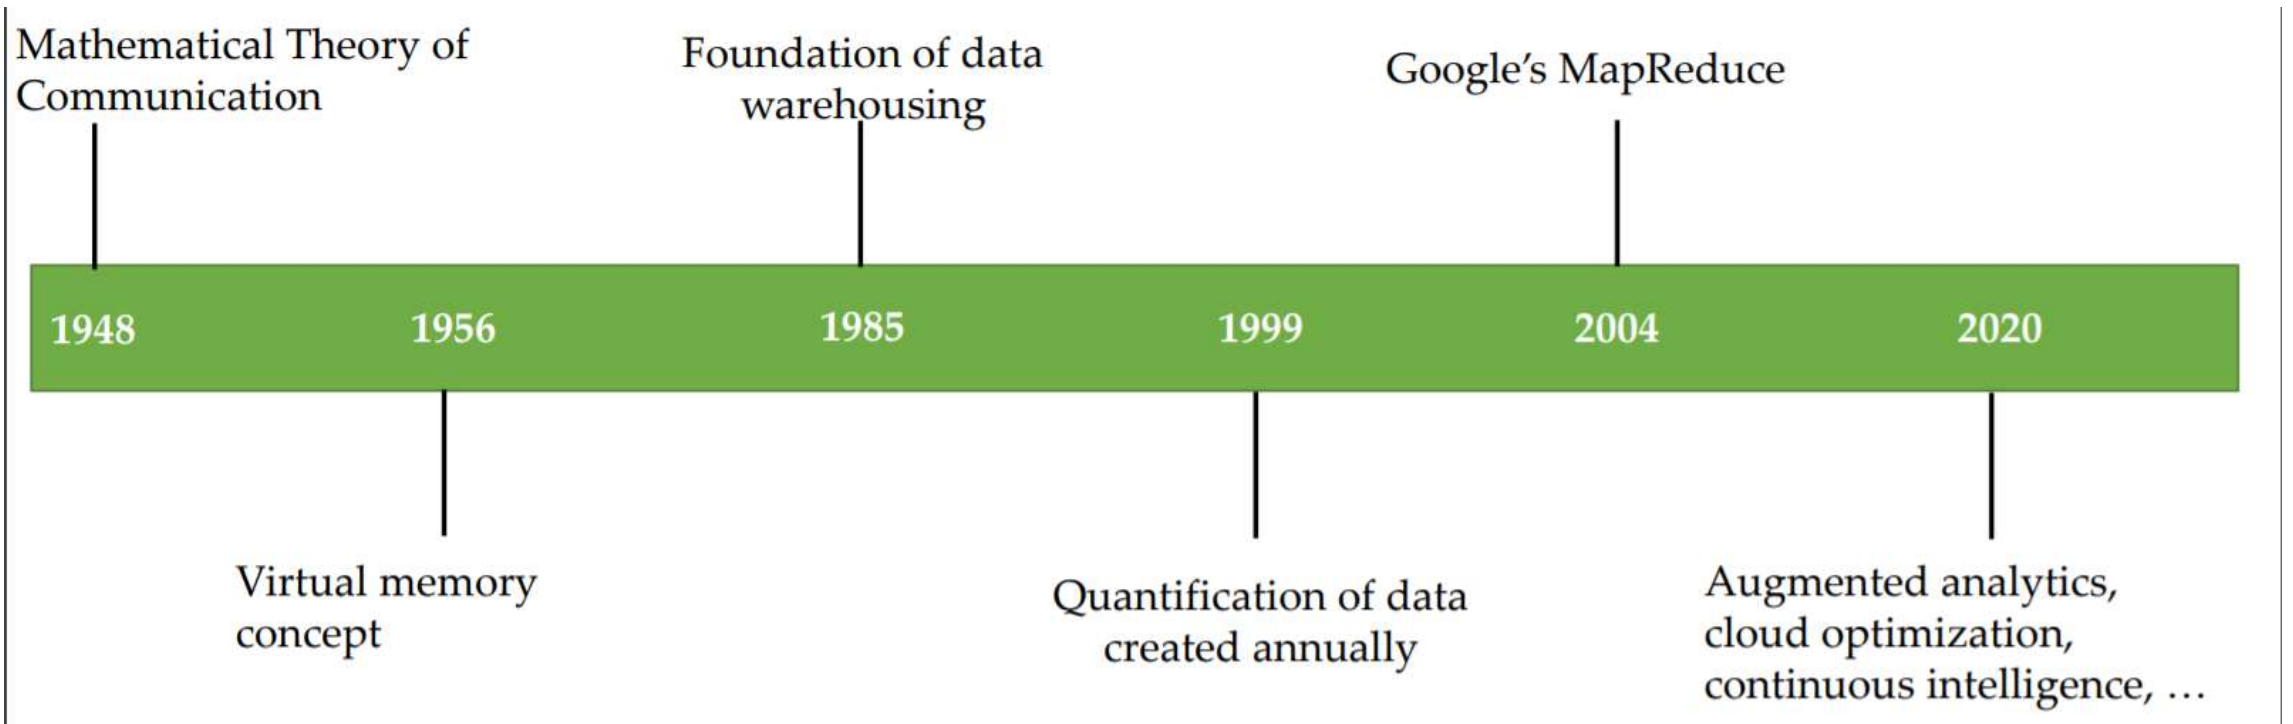 Mathematical Theory of
Communication
Foundation of data
warehousing
Google's MapReduce
1948 1956 1985 1999 2004 2020
Virtual memory
concept
Quantification of data
created annually
Augmented analytics,
cloud optimization,
continuous intelligence, …